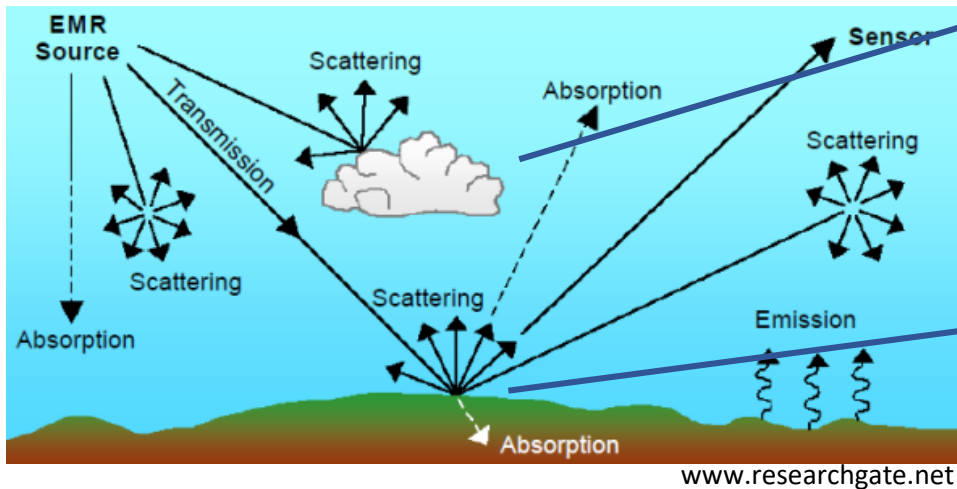 EMR
Source
Sensor
Scattering
Absorption
Transmission
Scattering
Scattering
Scattering
Emission
Absorption
Absorption
www.researchgate.net